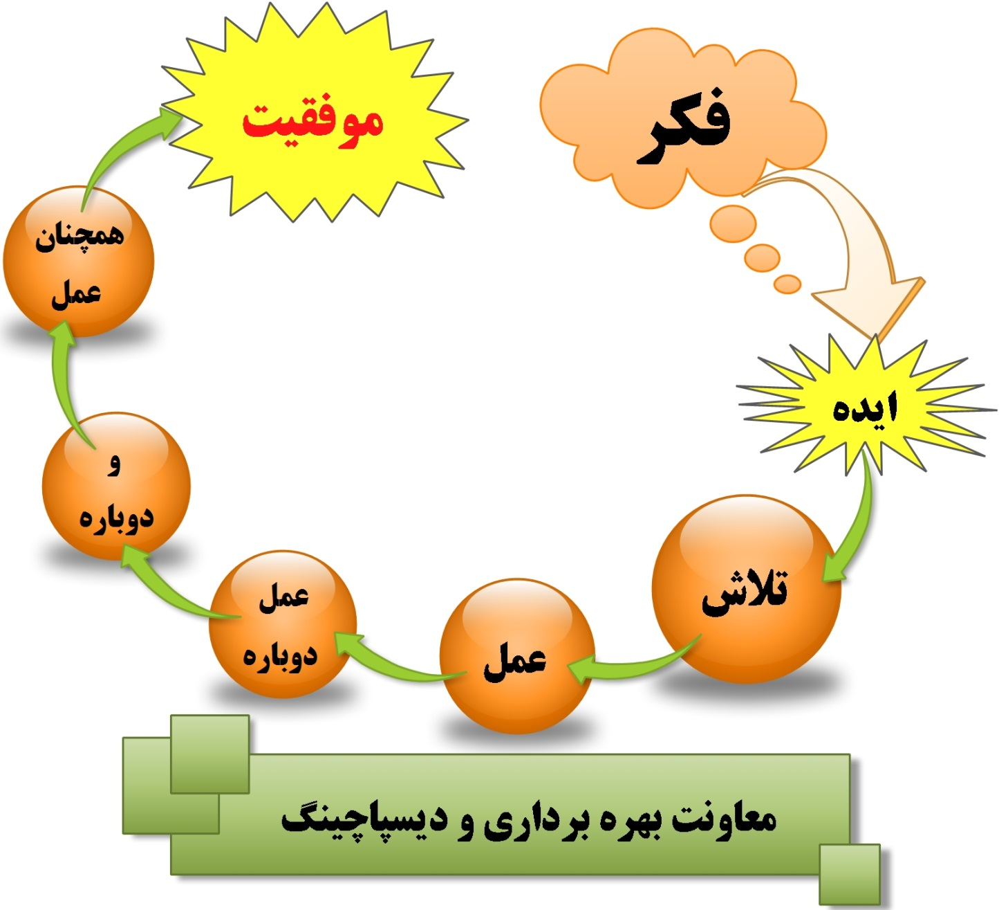 فکر
ایده
تلاش
عمل
عمل
دوباره
و
دوباره
همچنان
عمل
موفقیت
معاونت بهره برداری و دیسپاچینگ